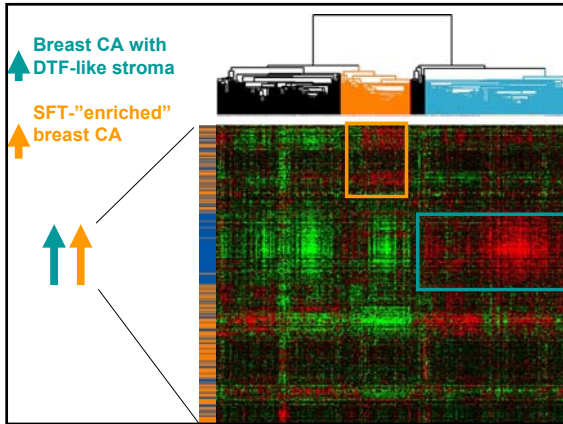 Breast CA with
DTF-like stroma
SFT-”enriched”
breast CA